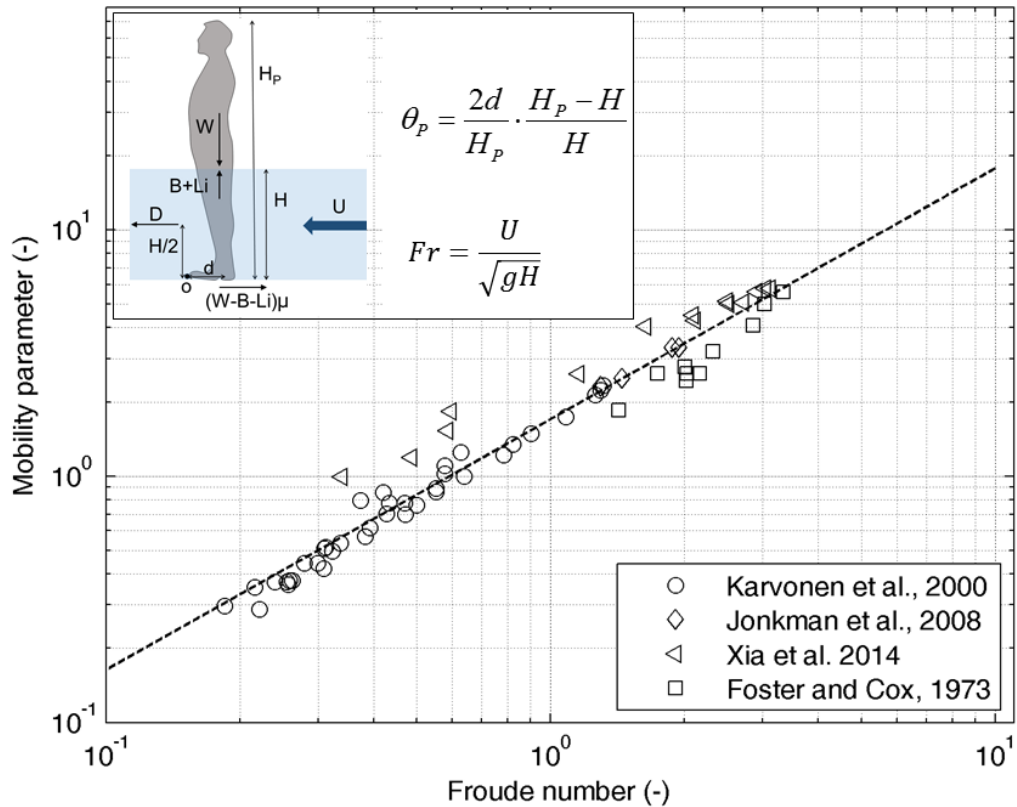 H_P
W
B+Li
D
H
U
H/2
d
o
(W-B-Li)μ
θ_P = 2d/H_P · (H_P − H)/H
Fr = U/√(gH)
Mobility parameter (-)
10^1
10^0
10^-1
10^-1
10^0
10^1
Froude number (-)
Karvonen et al., 2000
Jonkman et al., 2008
Xia et al. 2014
Foster and Cox, 1973